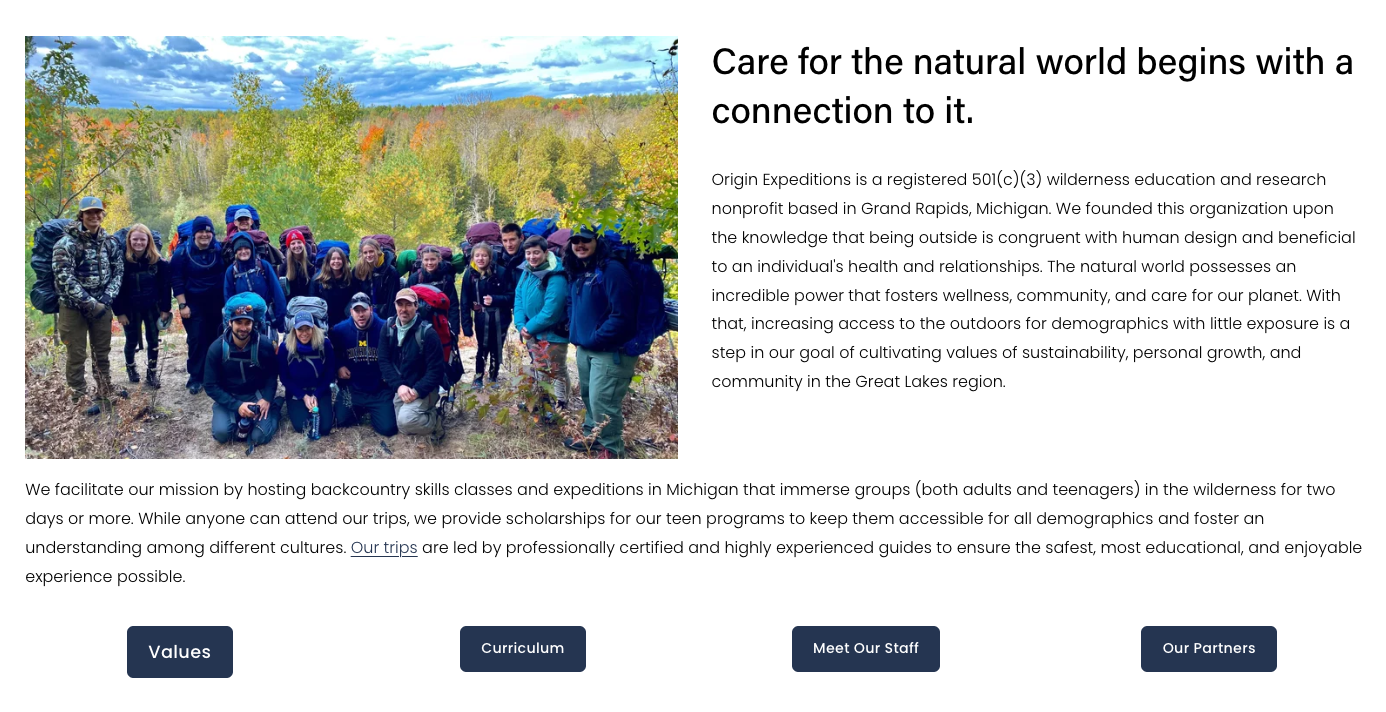 Care for the natural world begins with a
connection to it.
Origin Expeditions is a registered 501(c)(3) wilderness education and research
nonprofit based in Grand Rapids, Michigan. We founded this organization upon
the knowledge that being outside is congruent with human design and beneficial
to an individual's health and relationships. The natural world possesses an
incredible power that fosters wellness, community, and care for our planet. With
that, increasing access to the outdoors for demographics with little exposure is a
step in our goal of cultivating values of sustainability, personal growth, and
community in the Great Lakes region.
We facilitate our mission by hosting backcountry skills classes and expeditions in Michigan that immerse groups (both adults and teenagers) in the wilderness for two
days or more. While anyone can attend our trips, we provide scholarships for our teen programs to keep them accessible for all demographics and foster an
understanding among different cultures. Our trips are led by professionally certified and highly experienced guides to ensure the safest, most educational, and enjoyable
experience possible.
Values
Curriculum
Meet Our Staff
Our Partners